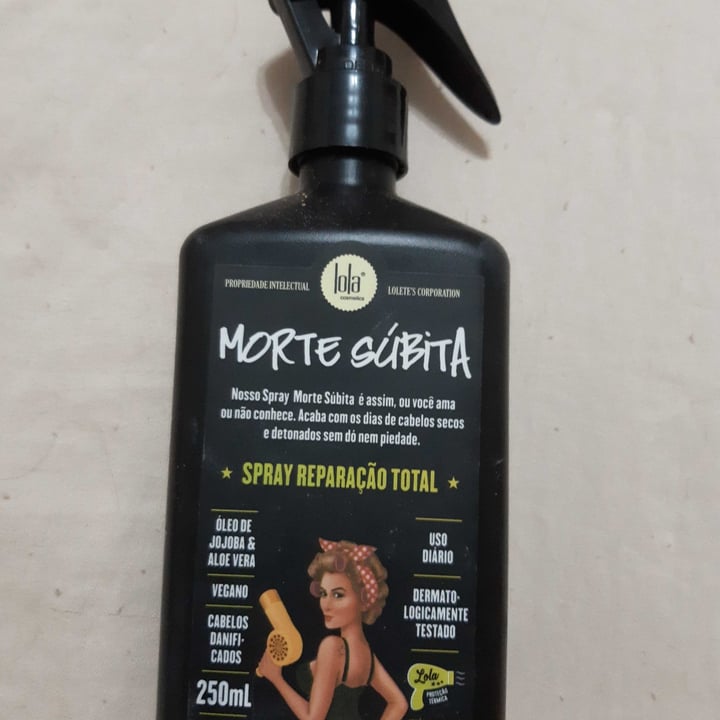 PROPRIEDADE INTELECTUAL
lola®
cosmetics
LOLETE'S CORPORATION
MORTE SÚBITA
Nosso Spray Morte Súbita é assim, ou você ama
ou não conhece. Acaba com os dias de cabelos secos
e detonados sem dó nem piedade.
★ SPRAY REPARAÇÃO TOTAL ★
ÓLEO DE
JOJOBA &
ALOE VERA
VEGANO
CABELOS
DANIFI-
CADOS
250mL
USO
DIÁRIO
DERMATO-
LOGICAMENTE
TESTADO
Lola
PROTEÇÃO
TÉRMICA